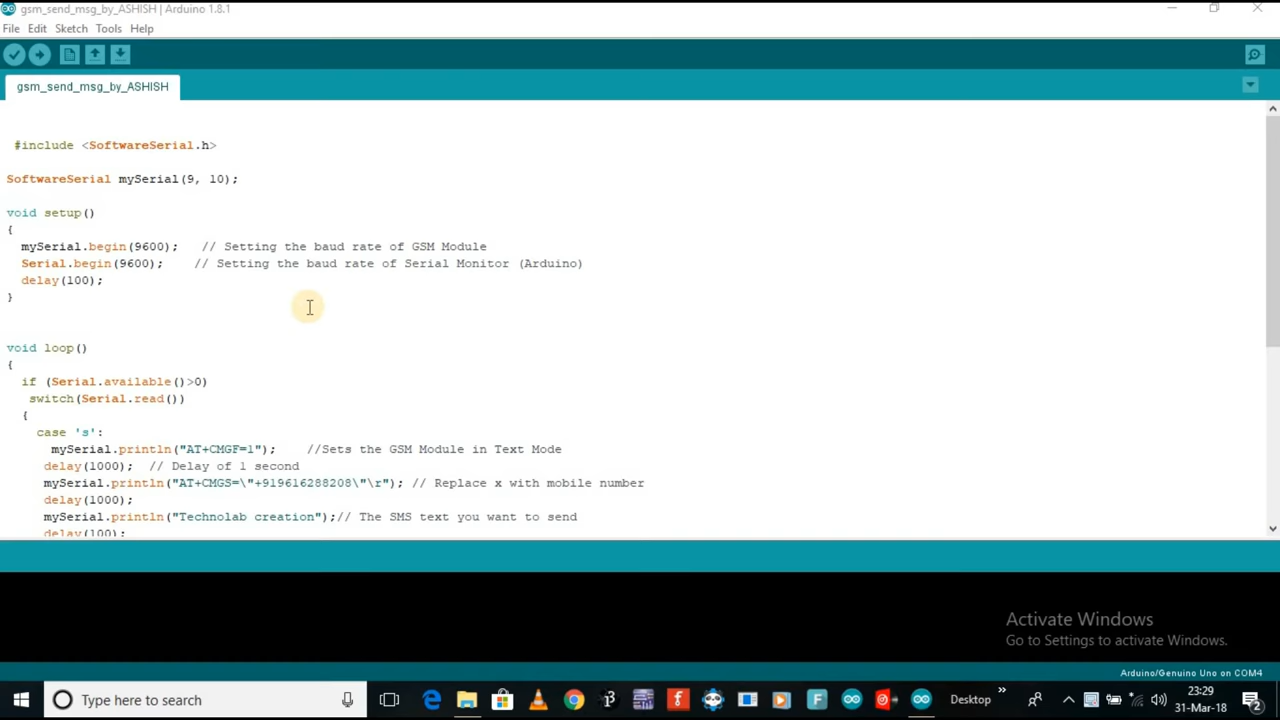 gsm_send_msg_by_ASHISH | Arduino 1.8.1
File Edit Sketch Tools Help
gsm_send_msg_by_ASHISH
#include <SoftwareSerial.h>
SoftwareSerial mySerial(9, 10);
void setup()
{
mySerial.begin(9600); // Setting the baud rate of GSM Module
Serial.begin(9600); // Setting the baud rate of Serial Monitor (Arduino)
delay(100);
}
void loop()
{
if (Serial.available()>0)
switch(Serial.read())
{
case 's':
mySerial.println("AT+CMGF=1"); //Sets the GSM Module in Text Mode
delay(1000); // Delay of 1 second
mySerial.println("AT+CMGS=\"+919616288208\"\r"); // Replace x with mobile number
delay(1000);
mySerial.println("Technolab creation");// The SMS text you want to send
delay(100);
Activate Windows
Go to Settings to activate Windows.
Arduino/Genuino Uno on COM4
Type here to search
Desktop
23:29
31-Mar-18
2